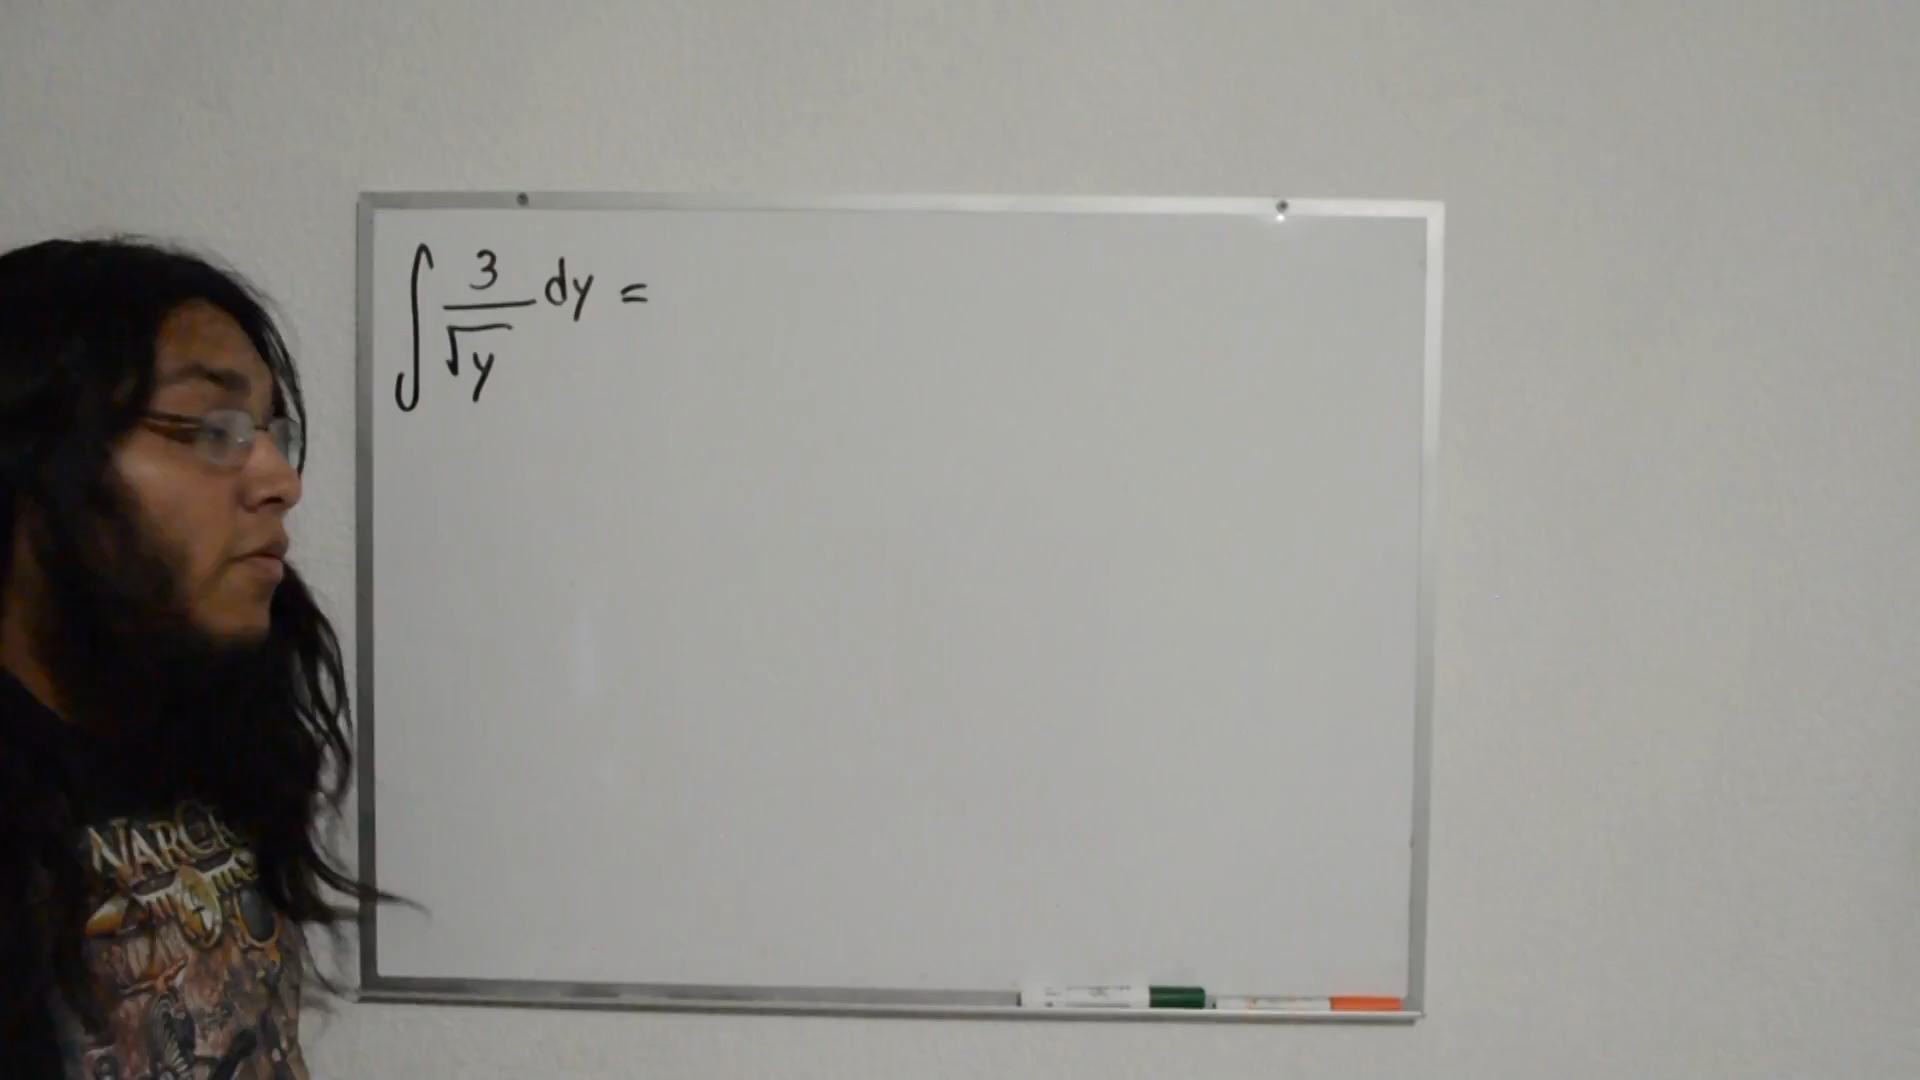 ∫ 3/√y dy =